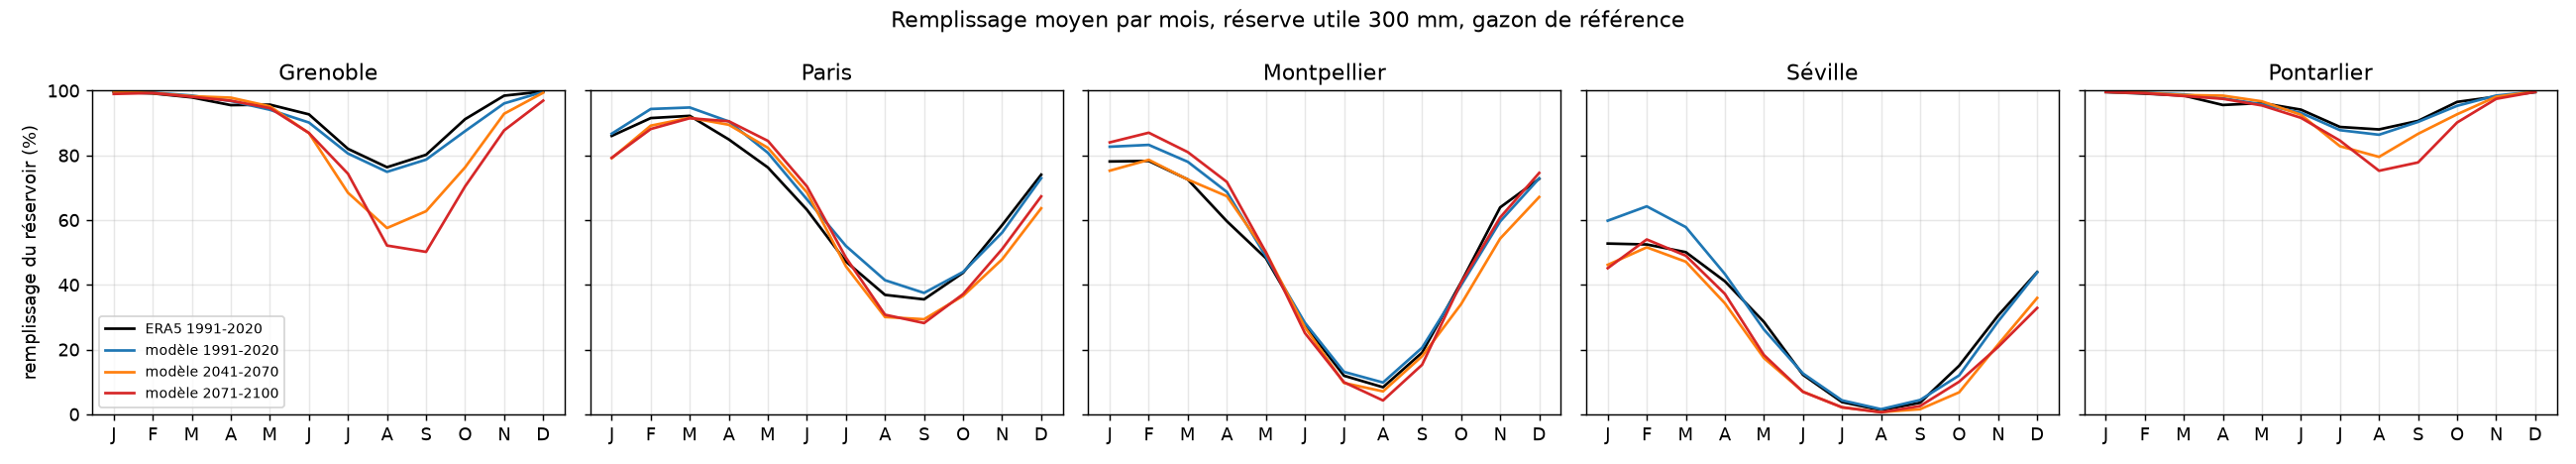 Remplissage moyen par mois, réserve utile 300 mm, gazon de référence
Grenoble
Paris
Montpellier
Séville
Pontarlier
remplissage du réservoir (%)
100
80
60
40
20
0
ERA5 1991-2020
modèle 1991-2020
modèle 2041-2070
modèle 2071-2100
J F M A M J J A S O N D
J F M A M J J A S O N D
J F M A M J J A S O N D
J F M A M J J A S O N D
J F M A M J J A S O N D